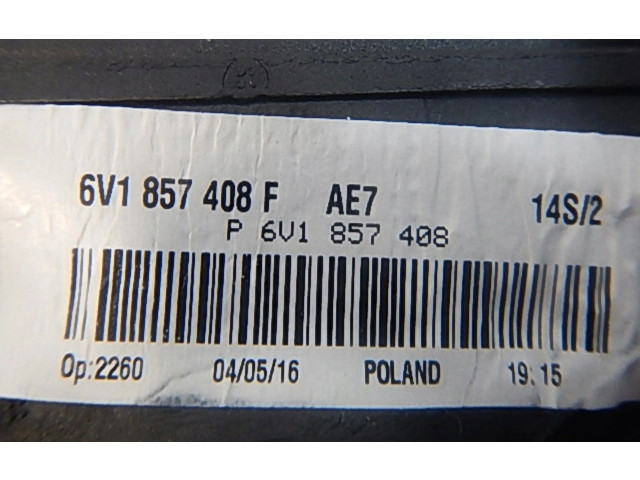 6V1 857 408 F AE7 14S/2
P 6V1 857 408
Op:2260 04/05/16 POLAND 19:15